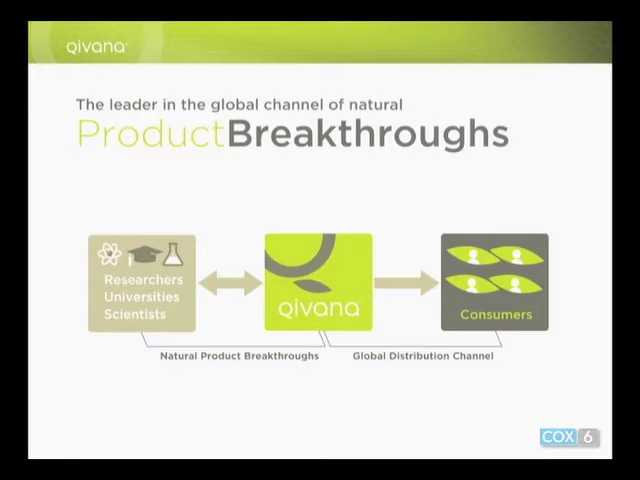 qivana
The leader in the global channel of natural
ProductBreakthroughs
Researchers
Universities
Scientists
qivana
Consumers
Natural Product Breakthroughs
Global Distribution Channel
COX 6